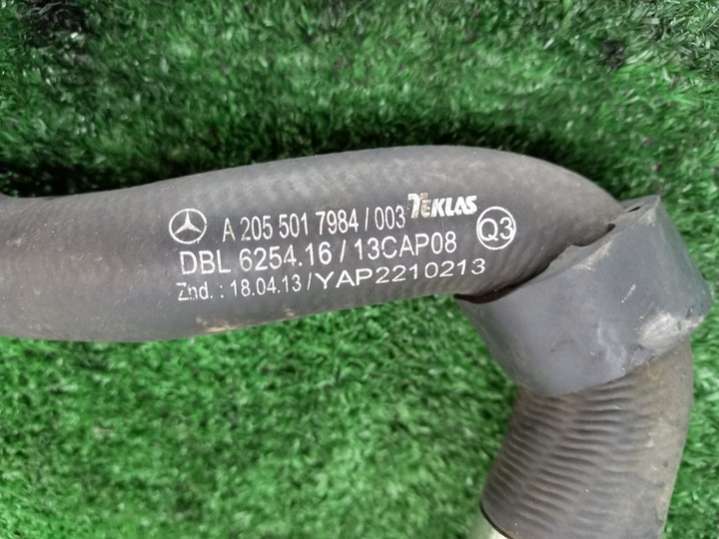 A 205 501 7984 / 003 TEKLAS
DBL 6254.16 / 13CAP08 Q3
Znd. : 18.04.13 / YAP2210213